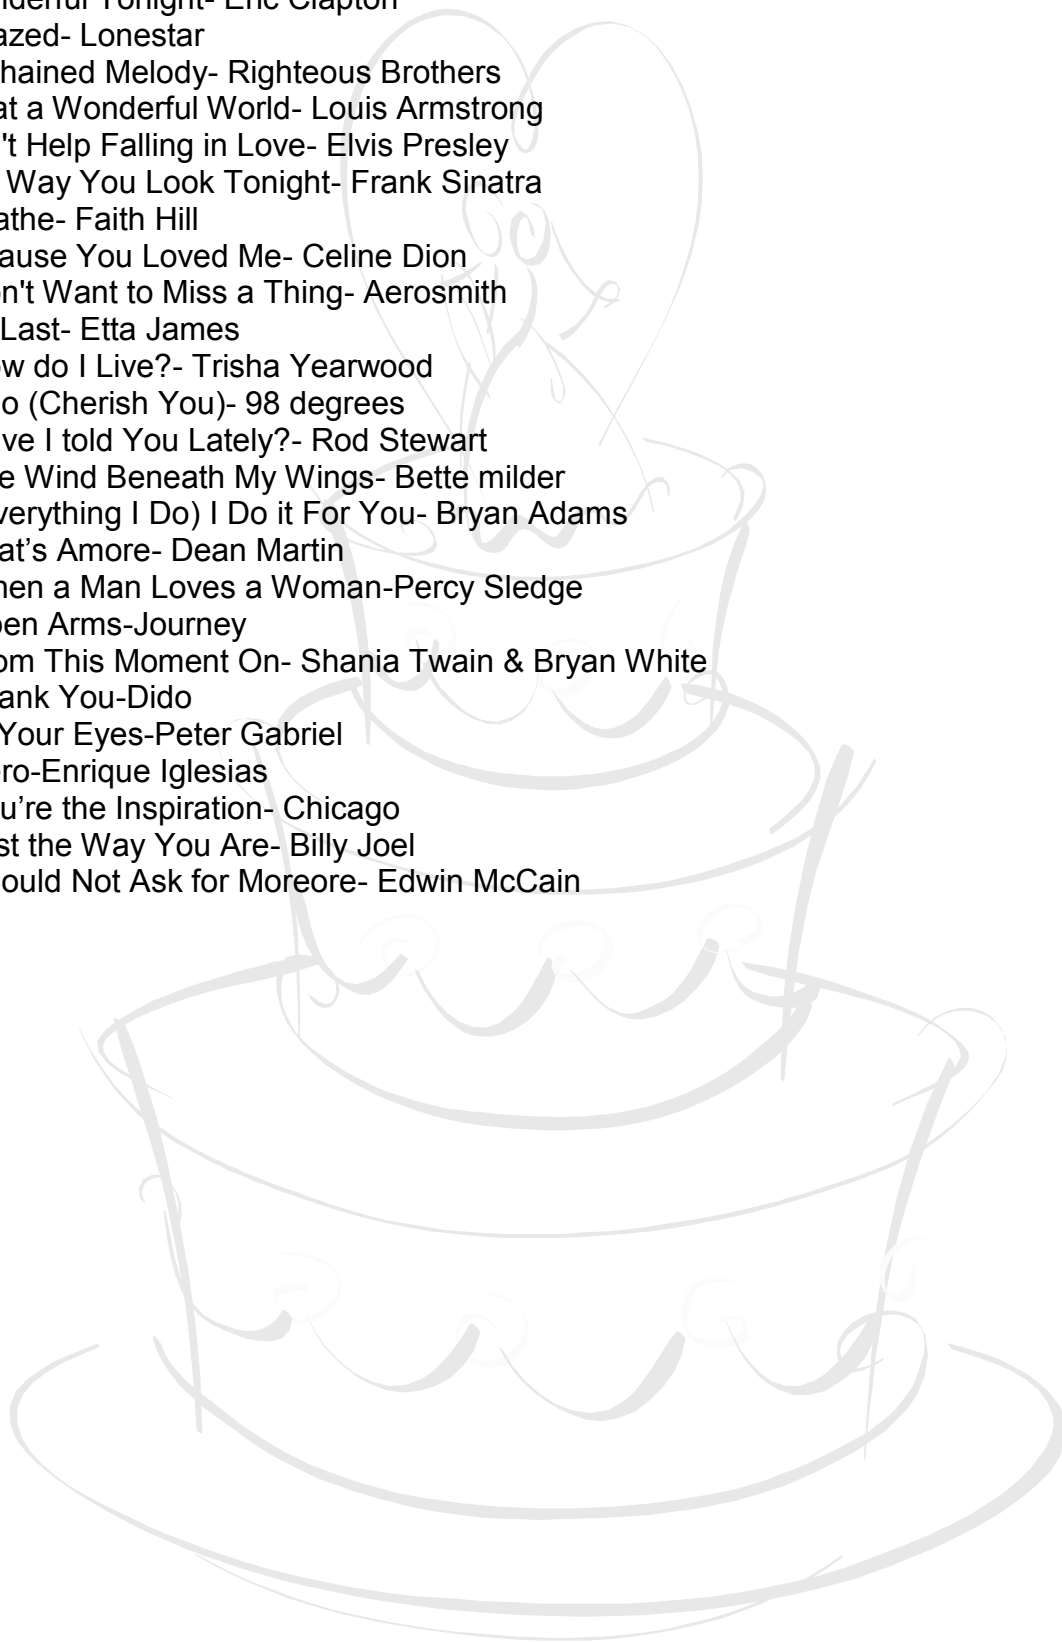 nderful Tonight- Eric Clapton
azed- Lonestar
hained Melody- Righteous Brothers
at a Wonderful World- Louis Armstrong
't Help Falling in Love- Elvis Presley
Way You Look Tonight- Frank Sinatra
athe- Faith Hill
ause You Loved Me- Celine Dion
n't Want to Miss a Thing- Aerosmith
Last- Etta James
ow do I Live?- Trisha Yearwood
o (Cherish You)- 98 degrees
ve I told You Lately?- Rod Stewart
e Wind Beneath My Wings- Bette milder
verything I Do) I Do it For You- Bryan Adams
at’s Amore- Dean Martin
hen a Man Loves a Woman-Percy Sledge
pen Arms-Journey
om This Moment On- Shania Twain & Bryan White
ank You-Dido
Your Eyes-Peter Gabriel
ro-Enrique Iglesias
u’re the Inspiration- Chicago
st the Way You Are- Billy Joel
ould Not Ask for Moreore- Edwin McCain